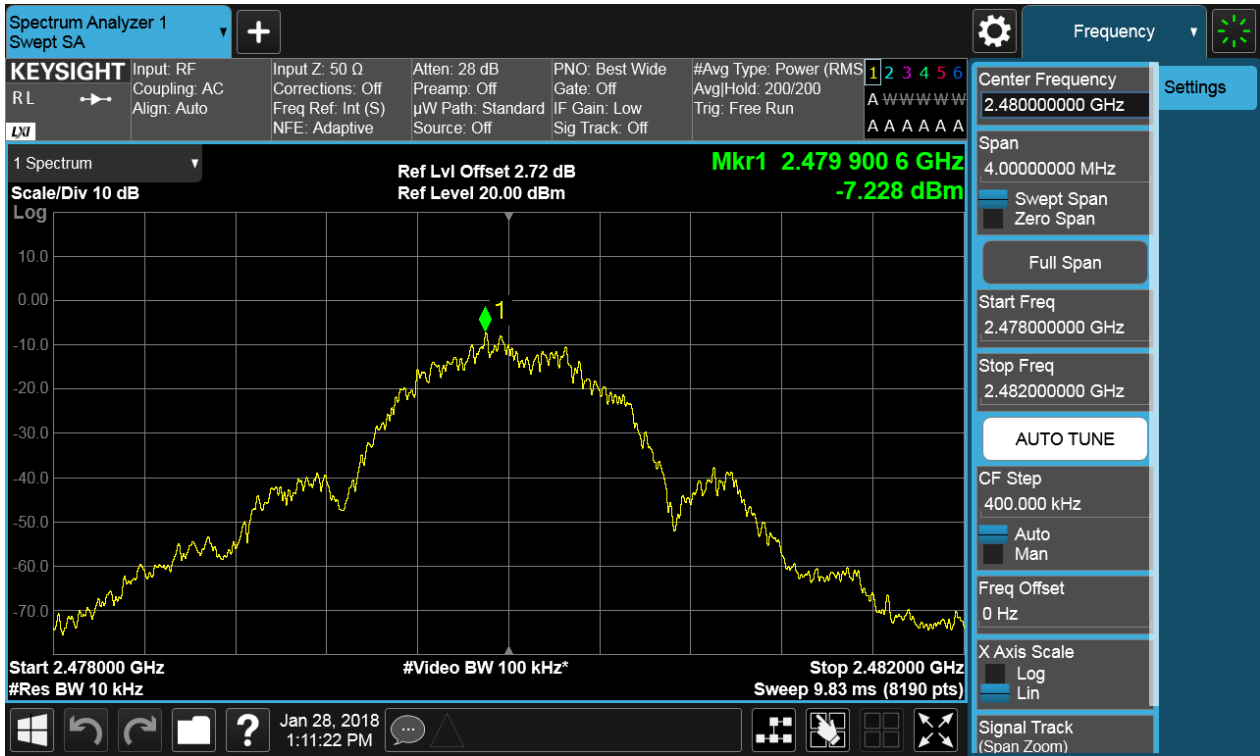 Spectrum Analyzer 1
Swept SA
Frequency
KEYSIGHT
R L
LXI
Input: RF
Coupling: AC
Align: Auto
Input Z: 50 Ω
Corrections: Off
Freq Ref: Int (S)
NFE: Adaptive
Atten: 28 dB
Preamp: Off
µW Path: Standard
Source: Off
PNO: Best Wide
Gate: Off
IF Gain: Low
Sig Track: Off
#Avg Type: Power (RMS
Avg|Hold: 200/200
Trig: Free Run
1 2 3 4 5 6
A W W W W W
A A A A A A
1 Spectrum
Scale/Div 10 dB
Ref Lvl Offset 2.72 dB
Ref Level 20.00 dBm
Mkr1 2.479 900 6 GHz
-7.228 dBm
Log
10.0
0.00
-10.0
-20.0
-30.0
-40.0
-50.0
-60.0
-70.0
1
Start 2.478000 GHz
#Res BW 10 kHz
#Video BW 100 kHz*
Stop 2.482000 GHz
Sweep 9.83 ms (8190 pts)
Center Frequency
2.480000000 GHz
Span
4.00000000 MHz
Swept Span
Zero Span
Full Span
Start Freq
2.478000000 GHz
Stop Freq
2.482000000 GHz
AUTO TUNE
CF Step
400.000 kHz
Auto
Man
Freq Offset
0 Hz
X Axis Scale
Log
Lin
Signal Track
(Span Zoom)
Settings
?
Jan 28, 2018
1:11:22 PM